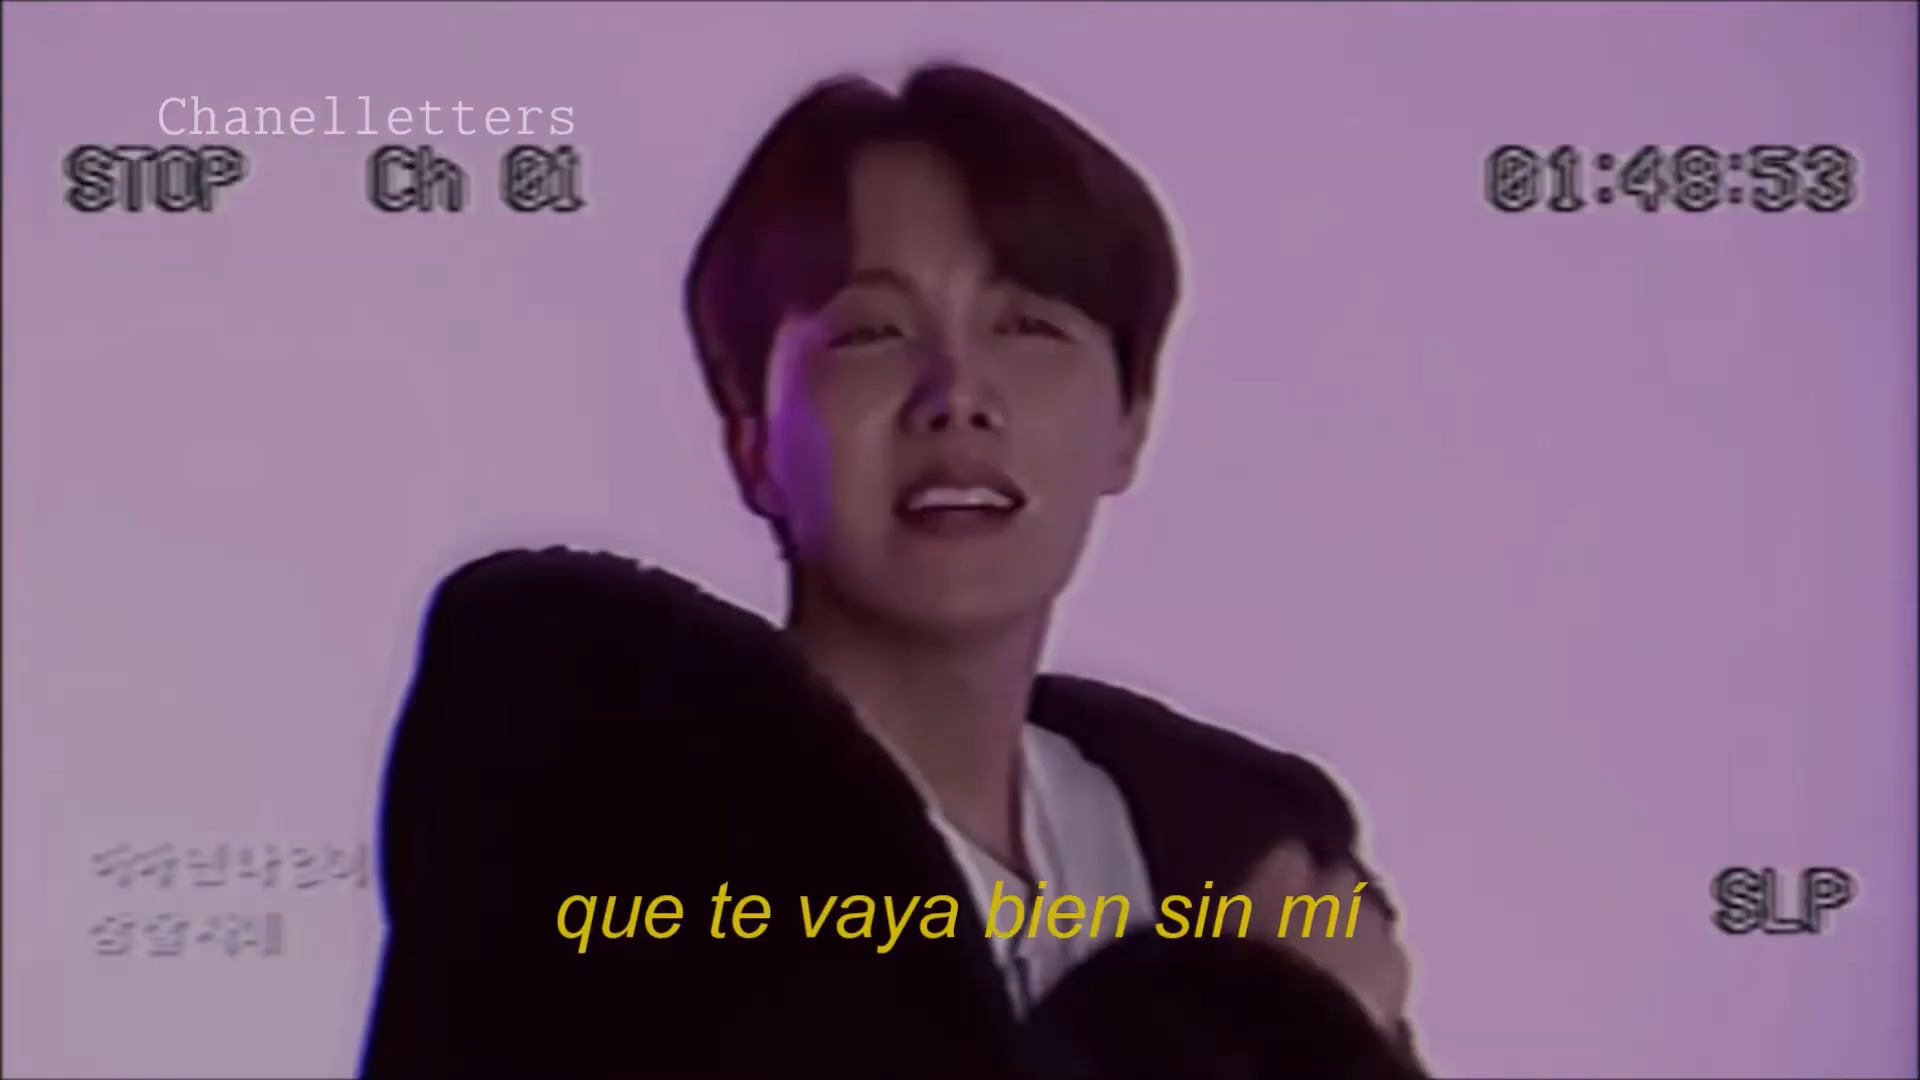 Chanelletters
STOP Ch 01
01:48:53
SLP
que te vaya bien sin mí